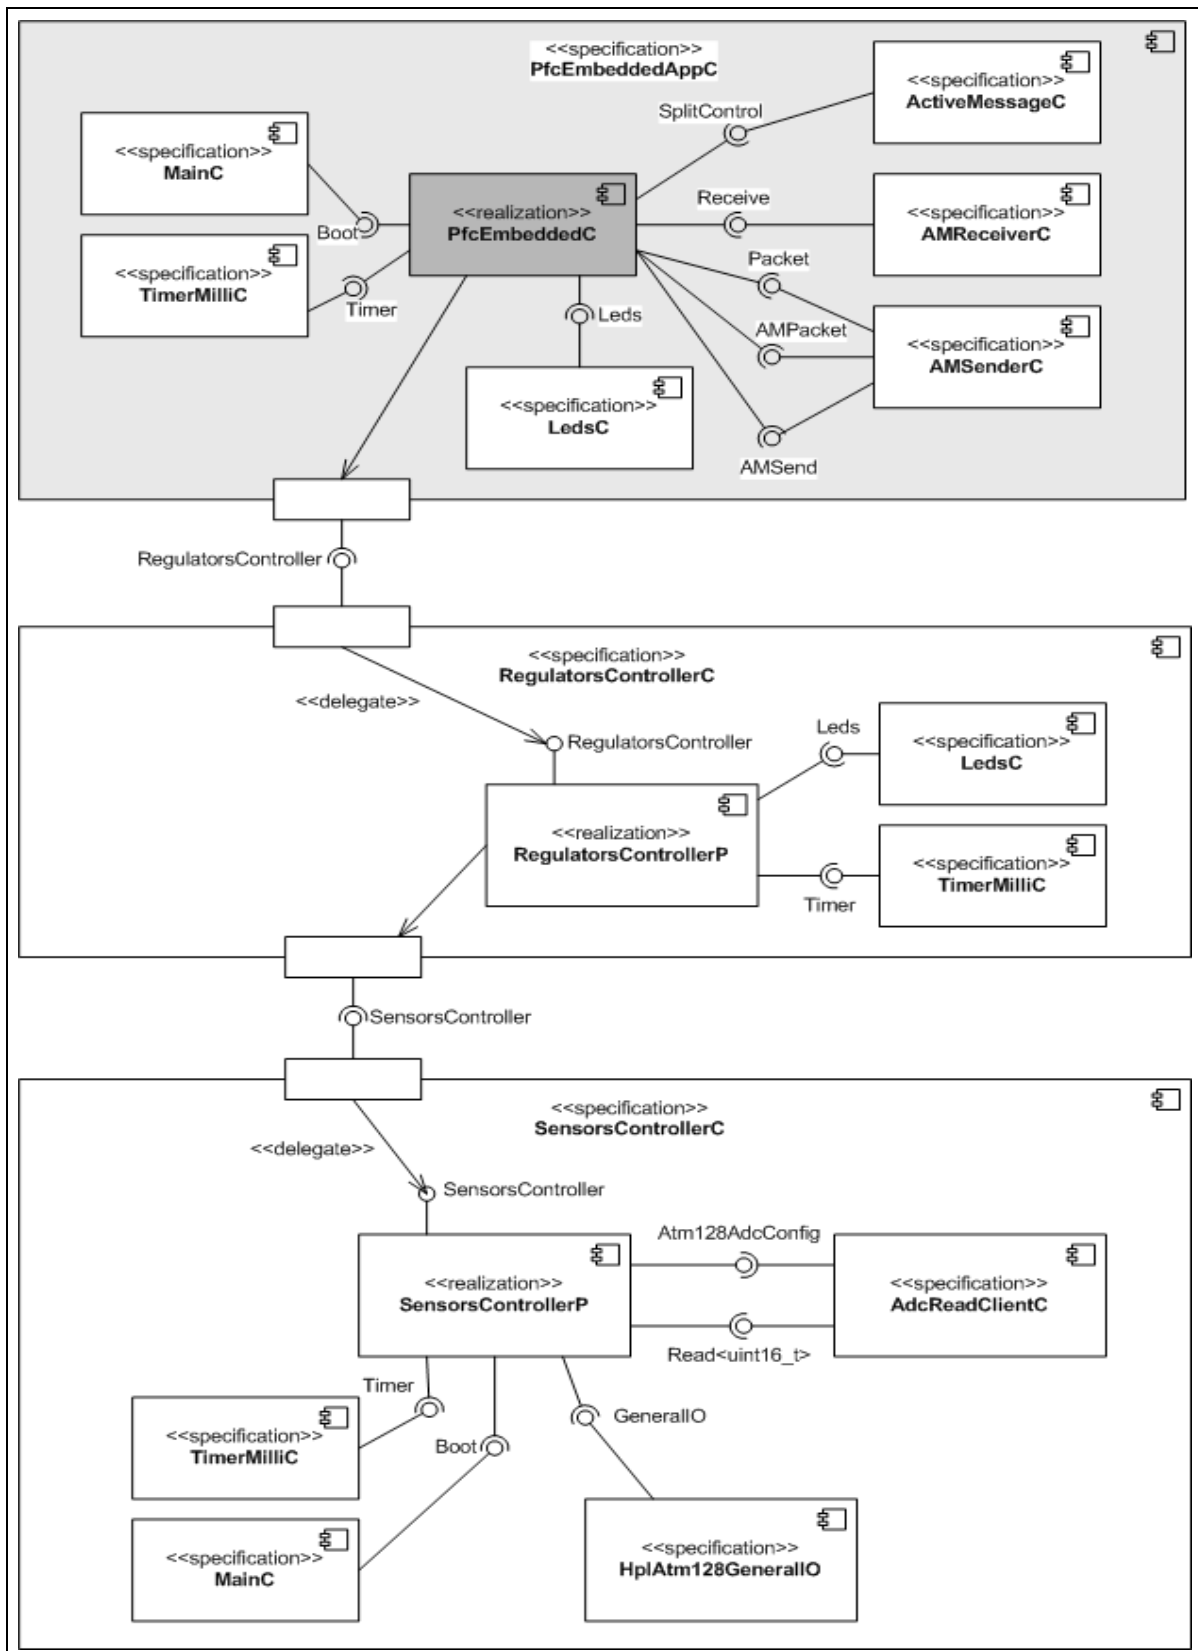 <<specification>>
PfcEmbeddedAppC
<<specification>>
ActiveMessageC
SplitControl
<<specification>>
MainC
<<realization>>
PfcEmbeddedC
Receive
<<specification>>
AMReceiverC
Boot
<<specification>>
TimerMilliC
Timer
Packet
Leds
AMPacket
<<specification>>
AMSenderC
<<specification>>
LedsC
AMSend
RegulatorsController
<<specification>>
RegulatorsControllerC
<<delegate>>
RegulatorsController
Leds
<<specification>>
LedsC
<<realization>>
RegulatorsControllerP
<<specification>>
TimerMilliC
Timer
SensorsController
<<specification>>
SensorsControllerC
<<delegate>>
SensorsController
Atm128AdcConfig
<<realization>>
SensorsControllerP
<<specification>>
AdcReadClientC
Read<uint16_t>
Timer
GeneralIO
<<specification>>
TimerMilliC
Boot
<<specification>>
MainC
<<specification>>
HplAtm128GeneralIO